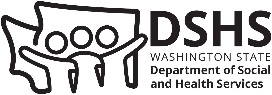 DSHS
WASHINGTON STATE
Department of Social
and Health Services